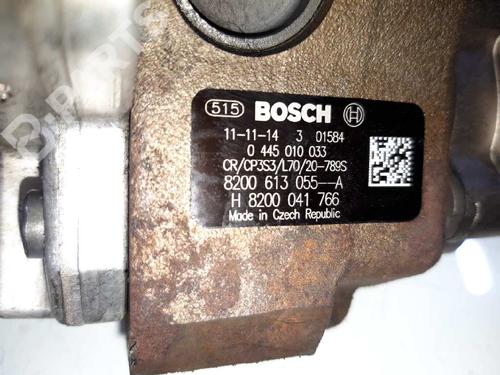 515 BOSCH
11-11-14 3 01584
0 445 010 033
CR/CP3S3/L70/20-789S
8200 613 055--A
H 8200 041 766
Made in Czech Republic
B-PARTS